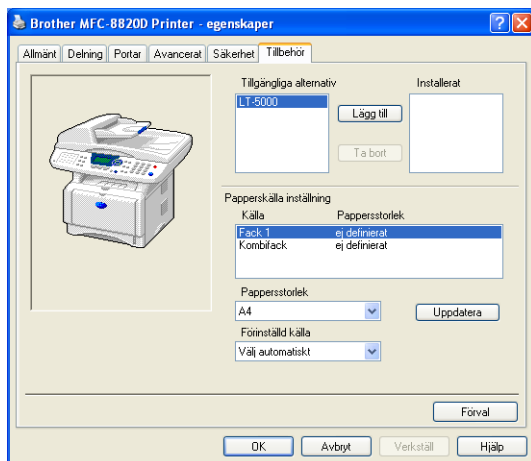 Brother MFC-8820D Printer - egenskaper
Allmänt Delning Portar Avancerat Säkerhet Tillbehör
Tillgängliga alternativ Installerat
LT-5000
Lägg till
Ta bort
Papperskälla inställning
Källa Pappersstorlek
Fack 1 ej definierat
Kombifack ej definierat
Pappersstorlek
A4 Uppdatera
Förinställd källa
Välj automatiskt
Förval
OK Avbryt Verkställ Hjälp